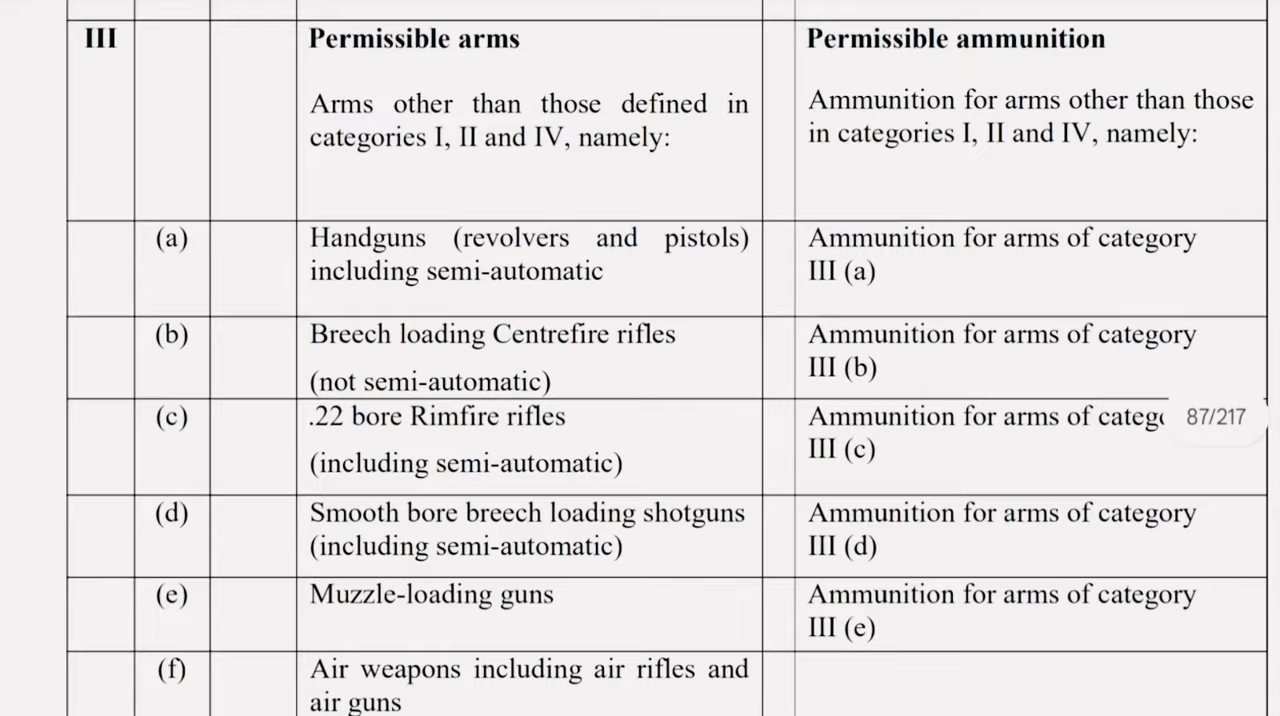 III
Permissible arms
Permissible ammunition
Arms other than those defined in
categories I, II and IV, namely:
Ammunition for arms other than those
in categories I, II and IV, namely:
(a)
Handguns (revolvers and pistols)
including semi-automatic
Ammunition for arms of category
III (a)
(b)
Breech loading Centrefire rifles
(not semi-automatic)
Ammunition for arms of category
III (b)
(c)
.22 bore Rimfire rifles
(including semi-automatic)
Ammunition for arms of
III (c)
87/217
(d)
Smooth bore breech loading shotguns
(including semi-automatic)
Ammunition for arms of category
III (d)
(e)
Muzzle-loading guns
Ammunition for arms of category
III (e)
(f)
Air weapons including air rifles and
air guns